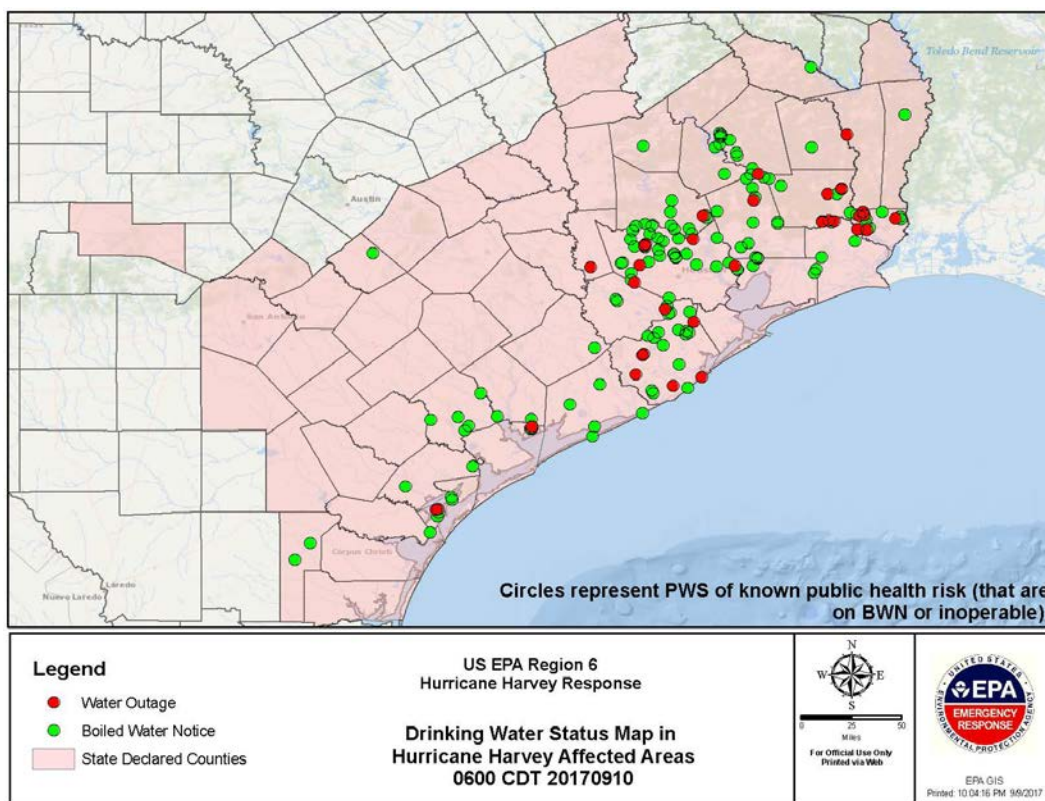 Toledo Bend Reservoir
Austin
San Antonio
Corpus Christi
Laredo
Nuevo Laredo
Circles represent PWS of known public health risk (that are
on BWN or inoperable)
Legend
Water Outage
Boiled Water Notice
State Declared Counties
US EPA Region 6
Hurricane Harvey Response
Drinking Water Status Map in
Hurricane Harvey Affected Areas
0600 CDT 20170910
N
W E
S
0 25 50
Miles
For Official Use Only
Printed via Web
UNITED STATES
EPA
EMERGENCY
RESPONSE
ENVIRONMENTAL PROTECTION AGENCY
EPA GIS
Printed: 10:04:16 PM 9/9/2017